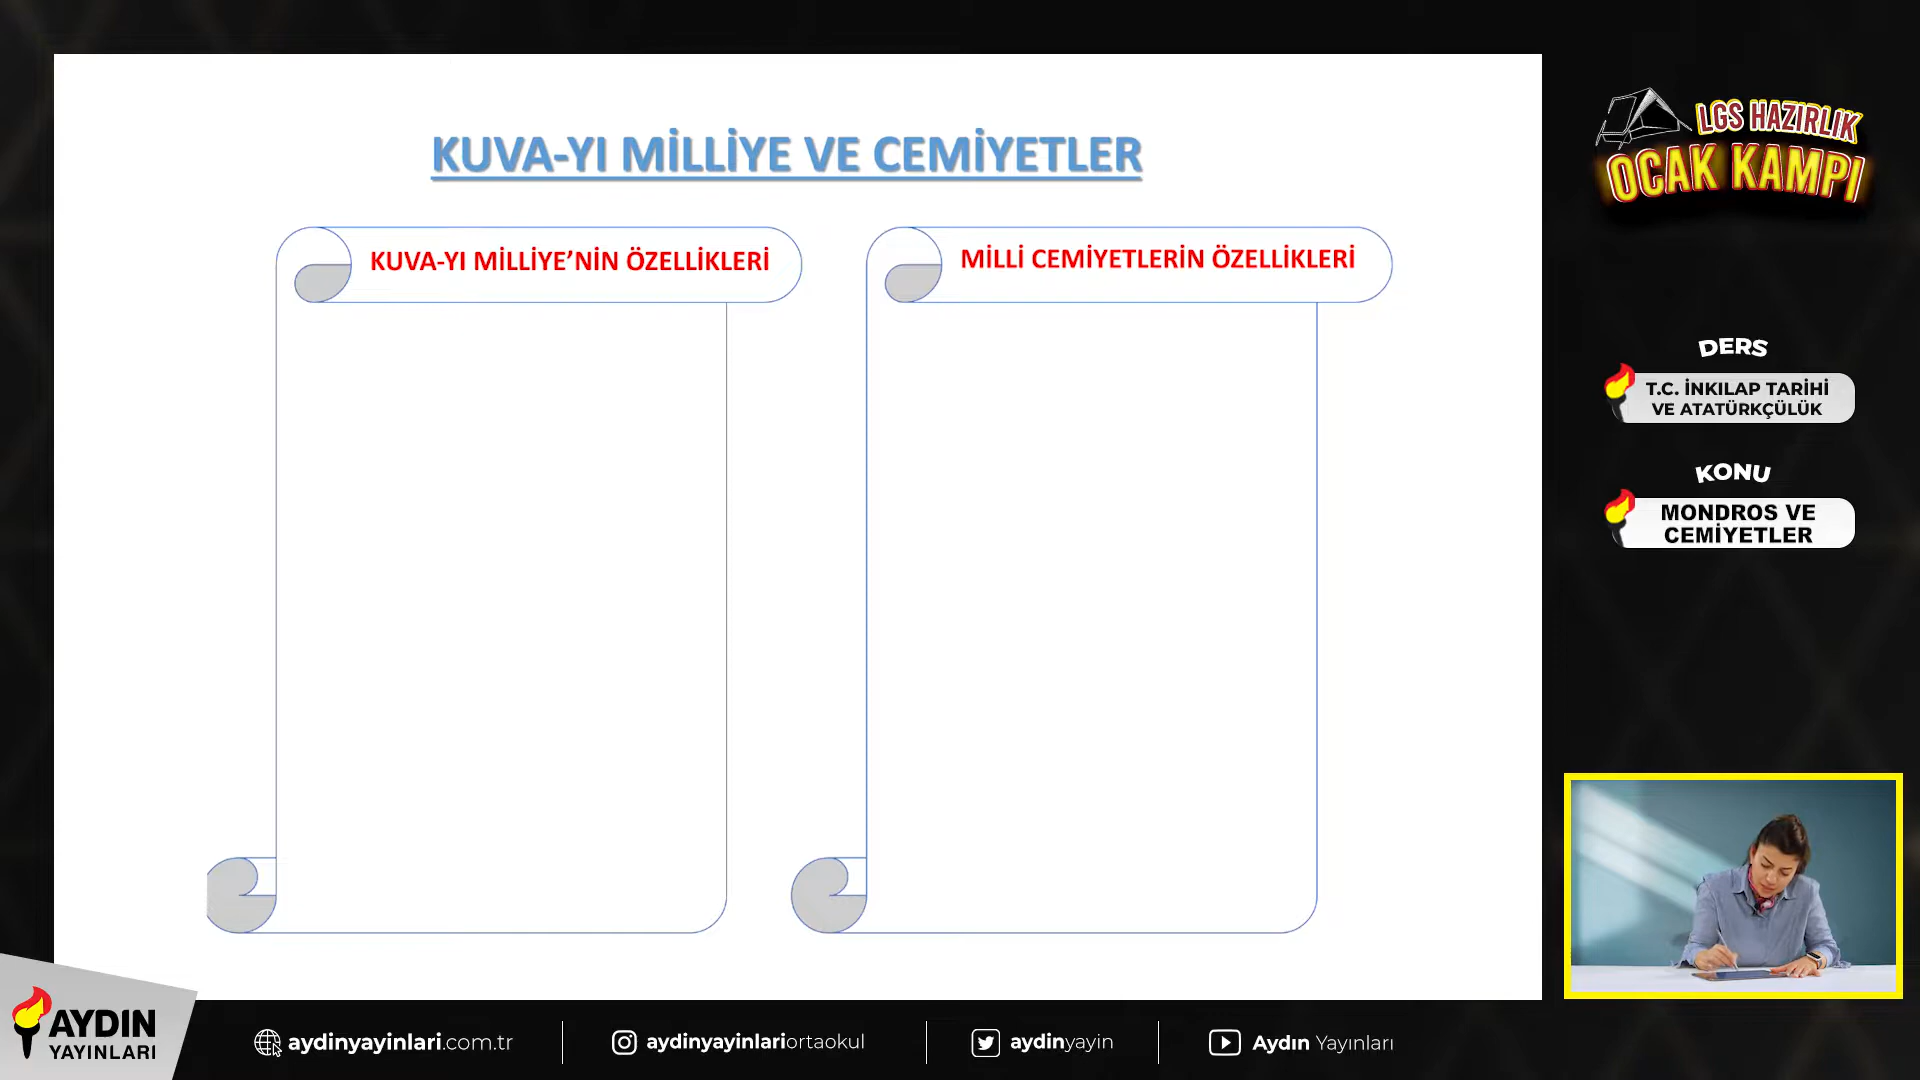 KUVA-YI MİLLİYE VE CEMİYETLER
KUVA-YI MİLLİYE’NİN ÖZELLİKLERİ
MİLLİ CEMİYETLERİN ÖZELLİKLERİ
LGS HAZIRLIK
OCAK KAMPI
DERS
T.C. İNKILAP TARİHİ
VE ATATÜRKÇÜLÜK
KONU
MONDROS VE
CEMİYETLER
AYDIN
YAYINLARI
aydinyayinlari.com.tr
aydinyayinlariortaokul
aydinyayin
Aydın Yayınları